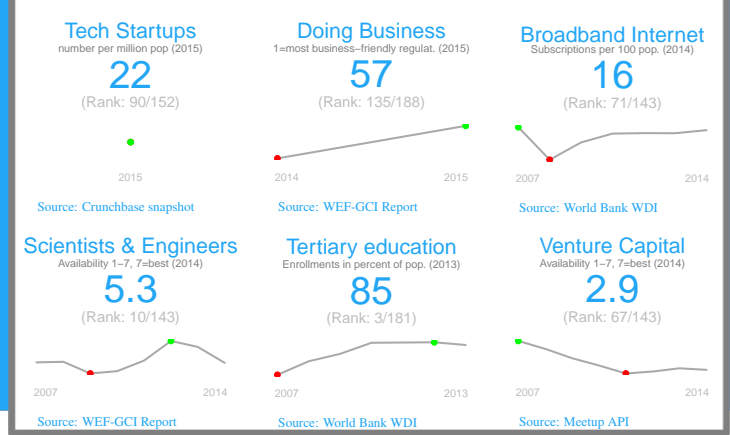 Tech Startups
number per million pop (2015)
22
(Rank: 90/152)
2015
Source: Crunchbase snapshot
Doing Business
1=most business−friendly regulat. (2015)
57
(Rank: 135/188)
2014 2015
Source: WEF-GCI Report
Broadband Internet
Subscriptions per 100 pop. (2014)
16
(Rank: 71/143)
2007 2014
Source: World Bank WDI
Scientists & Engineers
Availability 1−7, 7=best (2014)
5.3
(Rank: 10/143)
2007 2014
Source: WEF-GCI Report
Tertiary education
Enrollments in percent of pop. (2013)
85
(Rank: 3/181)
2007 2013
Source: World Bank WDI
Venture Capital
Availability 1−7, 7=best (2014)
2.9
(Rank: 67/143)
2007 2014
Source: Meetup API